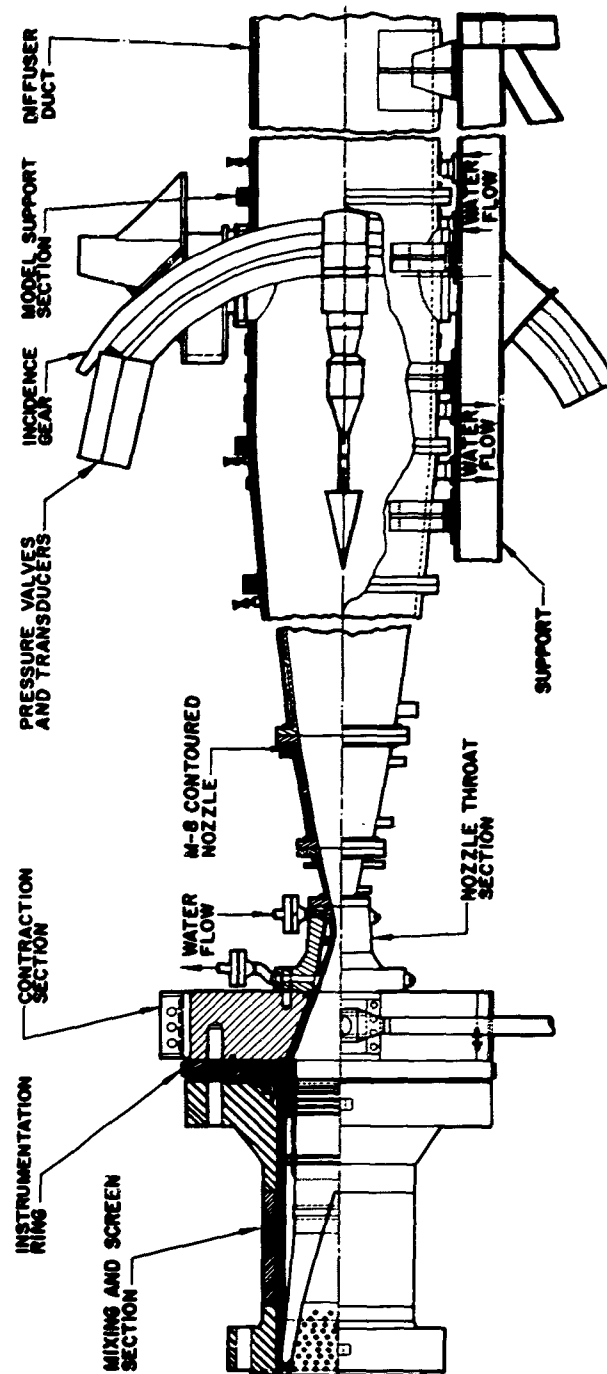 MIXING AND SCREEN
SECTION
INSTRUMENTATION
RING
CONTRACTION
SECTION
WATER
FLOW
M-8 CONTOURED
NOZZLE
NOZZLE THROAT
SECTION
PRESSURE VALVES
AND TRANSDUCERS
INCIDENCE
GEAR
MODEL SUPPORT
SECTION
DIFFUSER
DUCT
WATER
FLOW
WATER
FLOW
SUPPORT